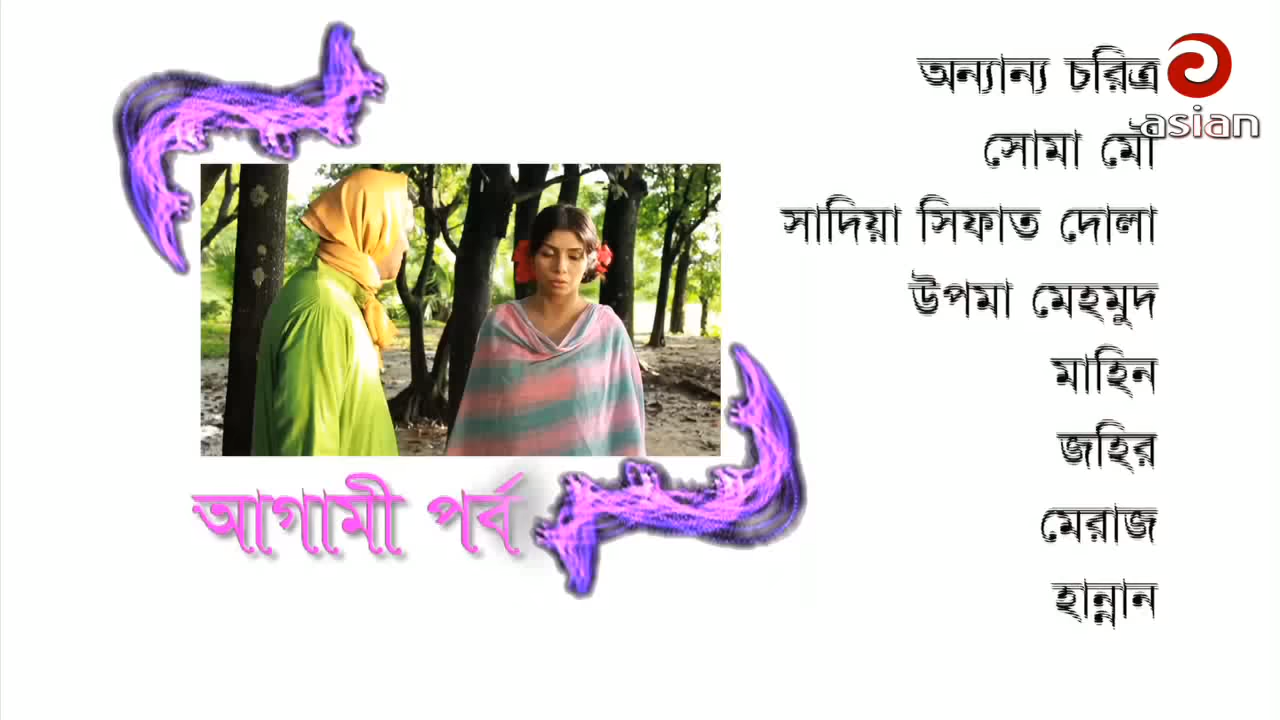 অন্যান্য চরিত্র
সোমা মৌ
সাদিয়া সিফাত দোলা
উপমা মেহমুদ
মাহিন
জহির
মেরাজ
হান্নান
আগামী পর্ব
asian